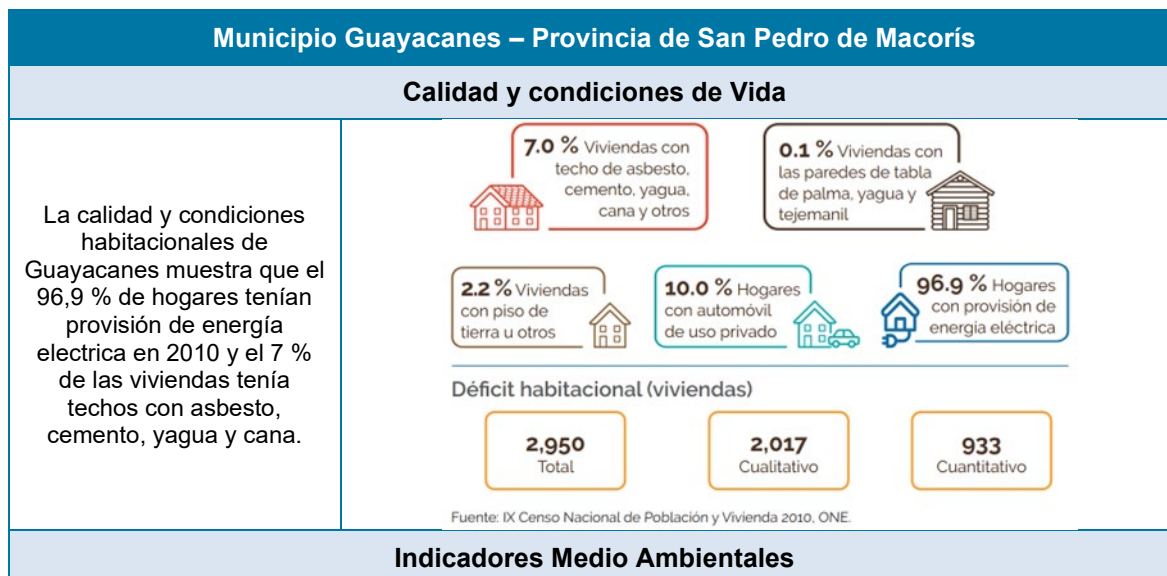 Municipio Guayacanes – Provincia de San Pedro de Macorís
Calidad y condiciones de Vida
La calidad y condiciones
habitacionales de
Guayacanes muestra que el
96,9 % de hogares tenían
provisión de energía
electrica en 2010 y el 7 %
de las viviendas tenía
techos con asbesto,
cemento, yagua y cana.
7.0 % Viviendas con
techo de asbesto,
cemento, yagua,
cana y otros
0.1 % Viviendas con
las paredes de tabla
de palma, yagua y
tejemanil
2.2 % Viviendas
con piso de
tierra u otros
10.0 % Hogares
con automóvil
de uso privado
96.9 % Hogares
con provisión de
energía eléctrica
Déficit habitacional (viviendas)
2,950
Total
2,017
Cualitativo
933
Cuantitativo
Fuente: IX Censo Nacional de Población y Vivienda 2010, ONE.
Indicadores Medio Ambientales